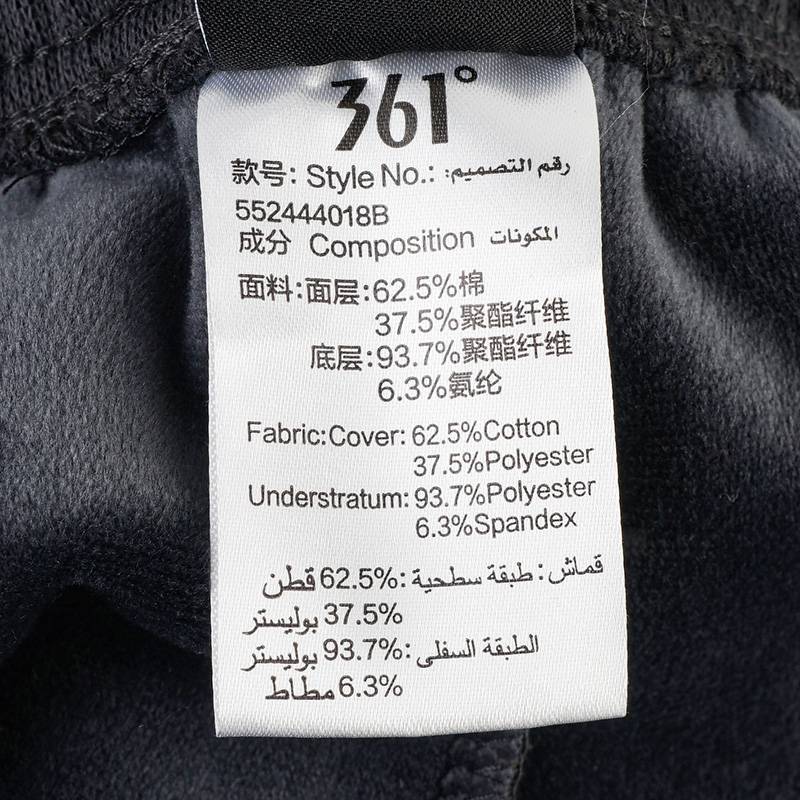 361°
款号: Style No.: رقم التصميم:
552444018B
成分 Composition المكونات
面料:面层:62.5%棉
37.5%聚酯纤维
底层:93.7%聚酯纤维
6.3%氨纶
Fabric:Cover: 62.5%Cotton
37.5%Polyester
Understratum: 93.7%Polyester
6.3%Spandex
قماش: طبقة سطحية: 62.5% قطن
37.5% بوليستر
الطبقة السفلى: 93.7% بوليستر
6.3% مطاط